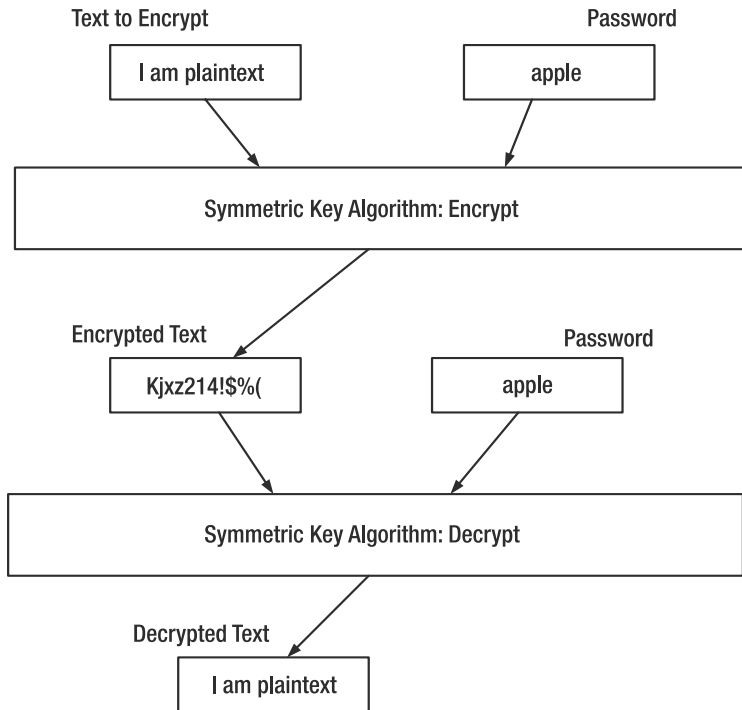 Text to Encrypt
Password
I am plaintext
apple
Symmetric Key Algorithm: Encrypt
Encrypted Text
Password
Kjxz214!$%(
apple
Symmetric Key Algorithm: Decrypt
Decrypted Text
I am plaintext